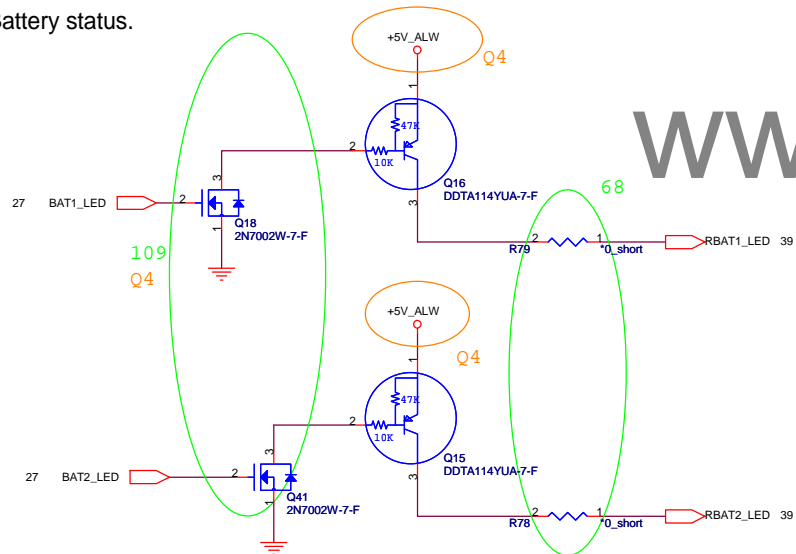 Battery status.
+5V_ALW
Q4
1
47K
2
10K
Q16
DDTA114YUA-7-F
3
WW
27 BAT1_LED
2
3
Q18
2N7002W-7-F
1
109
Q4
68
R79
2
1
*0_short
RBAT1_LED 39
+5V_ALW
Q4
1
47K
2
10K
Q15
DDTA114YUA-7-F
3
27 BAT2_LED
2
3
Q41
2N7002W-7-F
1
R78
2
1
*0_short
RBAT2_LED 39